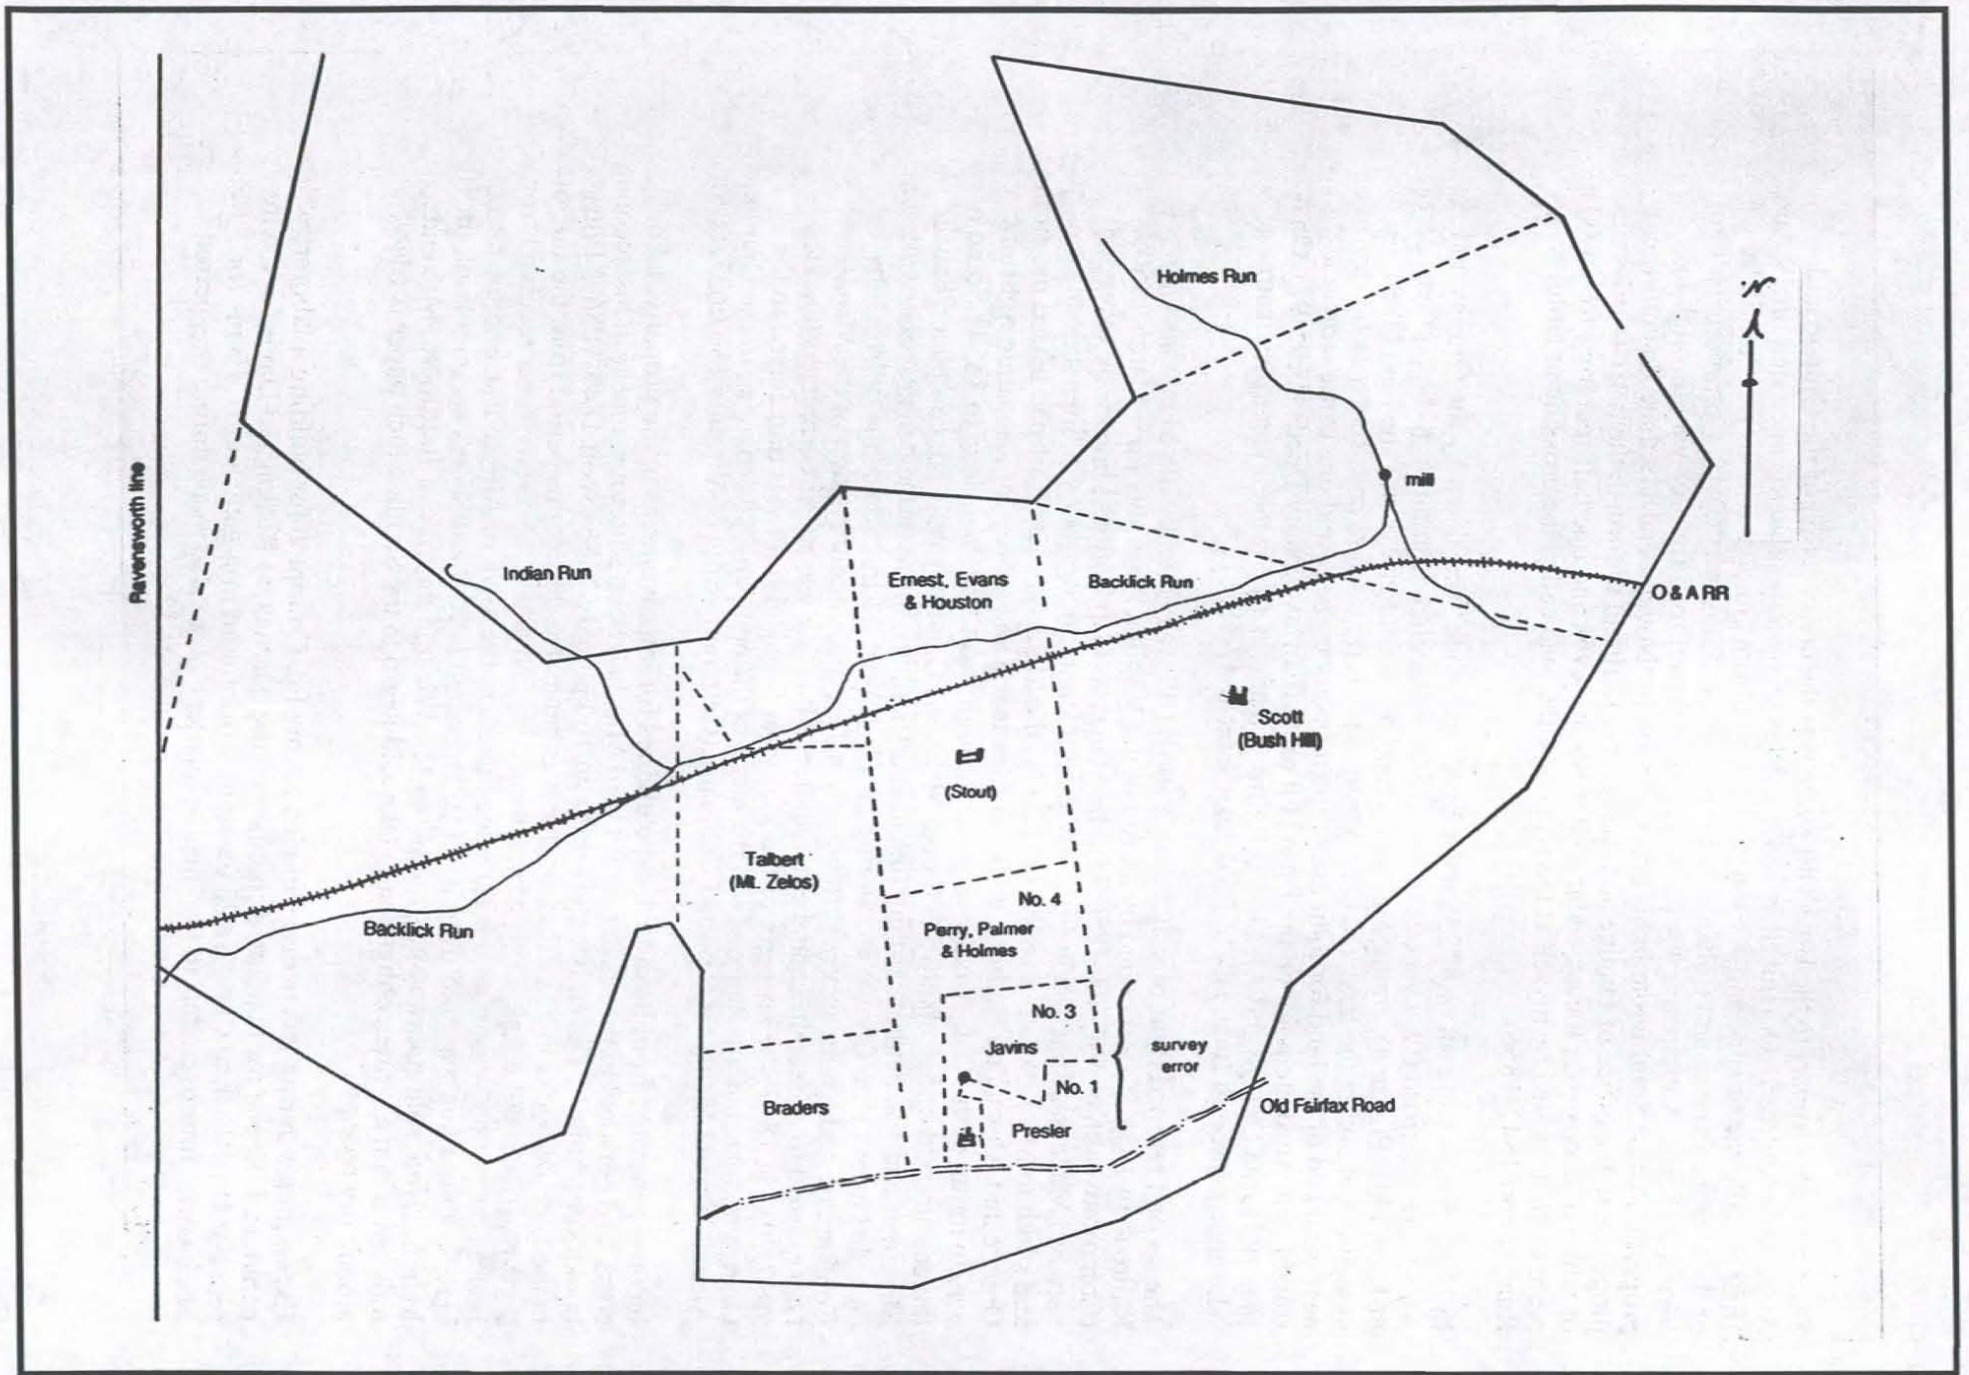 N.
Holmes Run
Ravensworth line
mill
Indian Run
Ernest, Evans
& Houston
Backlick Run
O & A RR
Scott
(Bush Hill)
(Stout)
Talbert
(Mt. Zelos)
No. 4
Backlick Run
Perry, Palmer
& Holmes
No. 3
Javins
survey
error
No. 1
Braders
Old Fairfax Road
Presler